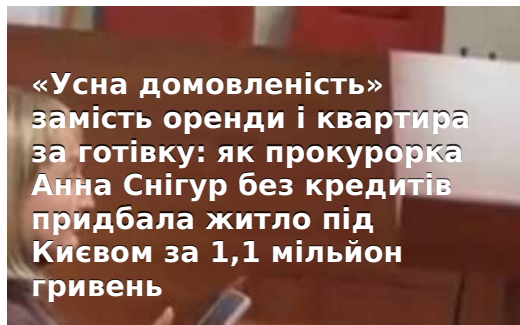 «Усна домовленість»
замість оренди і квартира
за готівку: як прокурорка
Анна Снігур без кредитів
придбала житло під
Києвом за 1,1 мільйон
гривень